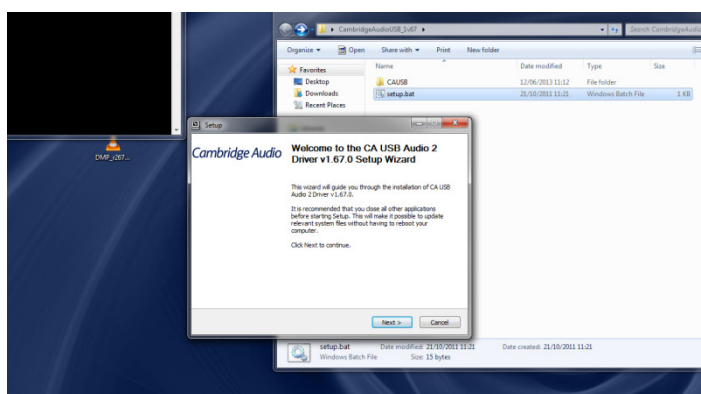 CambridgeAudioUSB_1v67
Search CambridgeAudio
Organize
Open
Share with
Print
New folder
Favorites
Desktop
Downloads
Recent Places
Name
Date modified
Type
Size
CAUSB
12/06/2013 11:12
File folder
setup.bat
21/10/2011 11:21
Windows Batch File
1 KB
DMP_r267...
Setup
Cambridge Audio
Welcome to the CA USB Audio 2
Driver v1.67.0 Setup Wizard
This wizard will guide you through the installation of CA USB
Audio 2 Driver v1.67.0.
It is recommended that you close all other applications
before starting Setup. This will make it possible to update
relevant system files without having to reboot your
computer.
Click Next to continue.
Next >
Cancel
setup.bat
Date modified: 21/10/2011 11:21
Date created: 21/10/2011 11:21
Windows Batch File
Size: 15 bytes